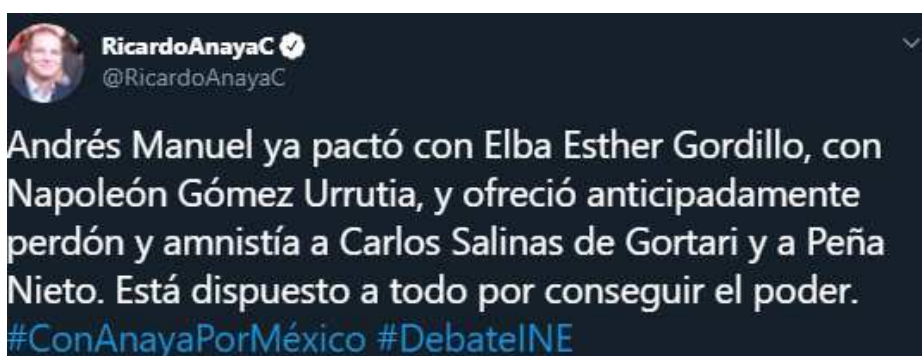 RicardoAnayaC
@RicardoAnayaC
Andrés Manuel ya pactó con Elba Esther Gordillo, con
Napoleón Gómez Urrutia, y ofreció anticipadamente
perdón y amnistía a Carlos Salinas de Gortari y a Peña
Nieto. Está dispuesto a todo por conseguir el poder.
#ConAnayaPorMéxico #DebateINE